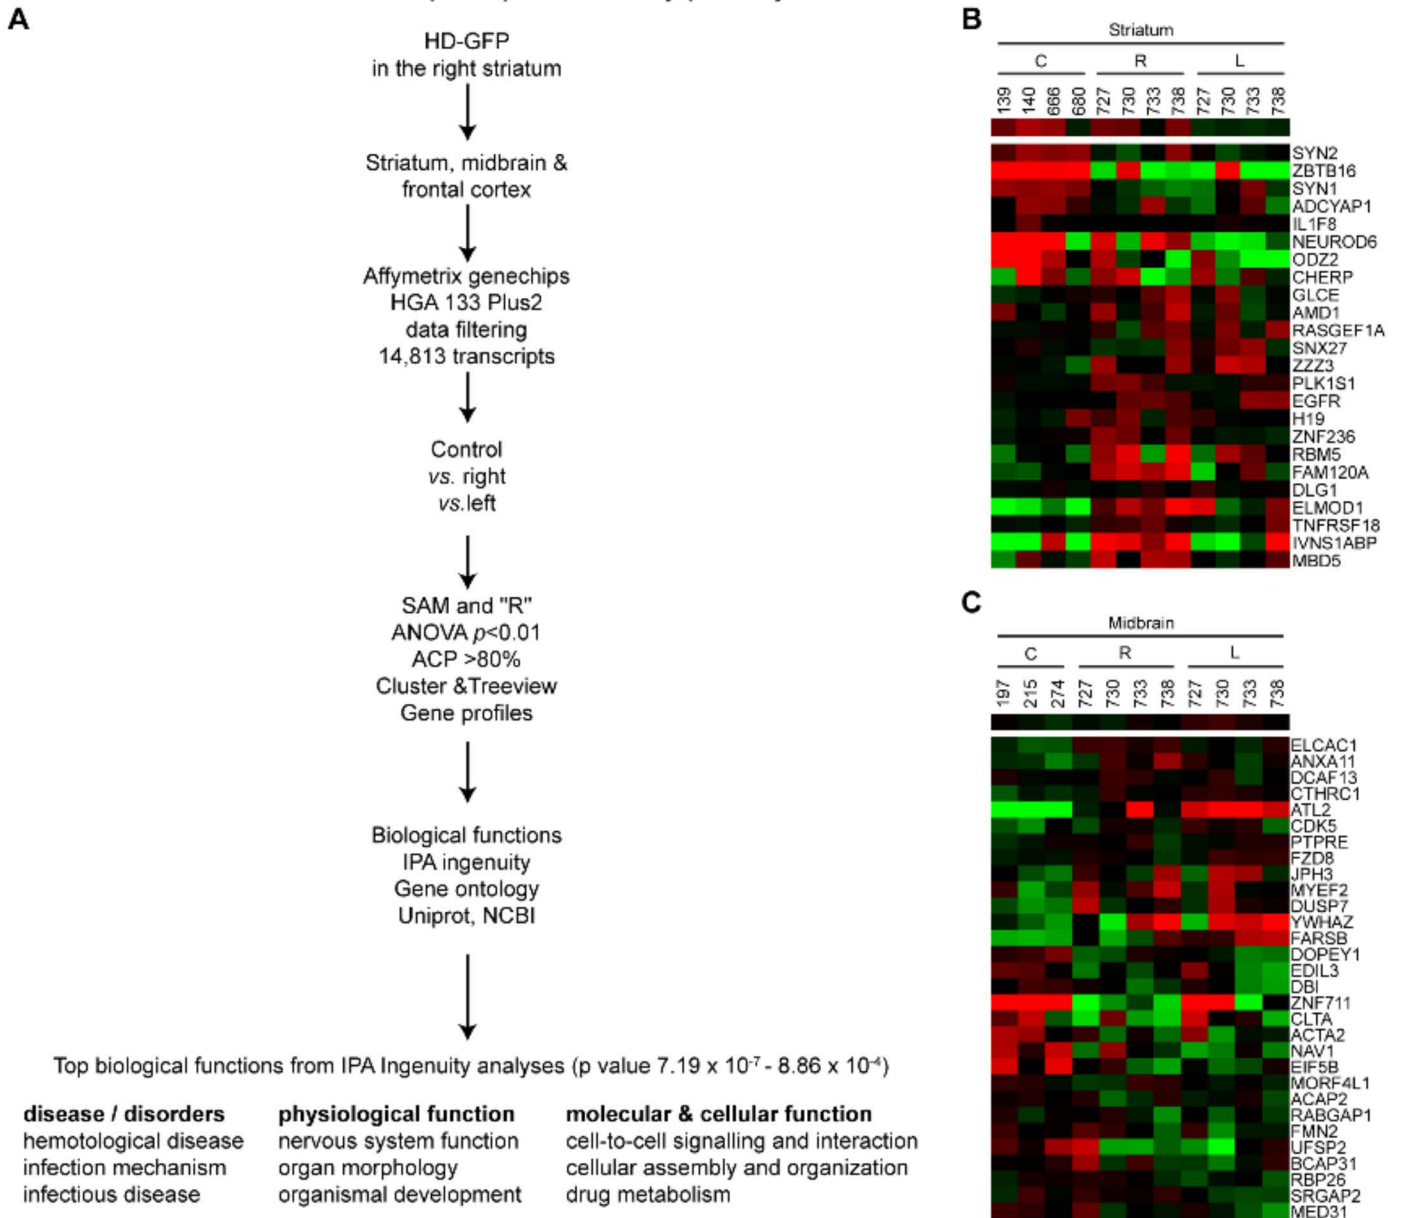 A
HD-GFP
in the right striatum
Striatum, midbrain &
frontal cortex
Affymetrix genechips
HGA 133 Plus2
data filtering
14,813 transcripts
Control
vs. right
vs.left
SAM and "R"
ANOVA p<0.01
ACP >80%
Cluster &Treeview
Gene profiles
Biological functions
IPA ingenuity
Gene ontology
Uniprot, NCBI
Top biological functions from IPA Ingenuity analyses (p value 7.19 x 10⁻⁷ - 8.86 x 10⁻⁴)
disease / disorders
hemotological disease
infection mechanism
infectious disease
physiological function
nervous system function
organ morphology
organismal development
molecular & cellular function
cell-to-cell signalling and interaction
cellular assembly and organization
drug metabolism
B
Striatum
C R L
139 140 666 680 727 730 733 738 727 730 733 738
SYN2
ZBTB16
SYN1
ADCYAP1
IL1F8
NEUROD6
ODZ2
CHERP
GLCE
AMD1
RASGEF1A
SNX27
ZZZ3
PLK1S1
EGFR
H19
ZNF236
RBM5
FAM120A
DLG1
ELMOD1
TNFRSF18
IVNS1ABP
MBD5
C
Midbrain
C R L
197 215 274 727 730 733 738 727 730 733 738
ELCAC1
ANXA11
DCAF13
CTHRC1
ATL2
CDK5
PTPRE
FZD8
JPH3
MYEF2
DUSP7
YWHAZ
FARSB
DOPEY1
EDIL3
DBI
ZNF711
CLTA
ACTA2
NAV1
EIF5B
MORF4L1
ACAP2
RABGAP1
FMN2
UFSP2
BCAP31
RBP26
SRGAP2
MED31